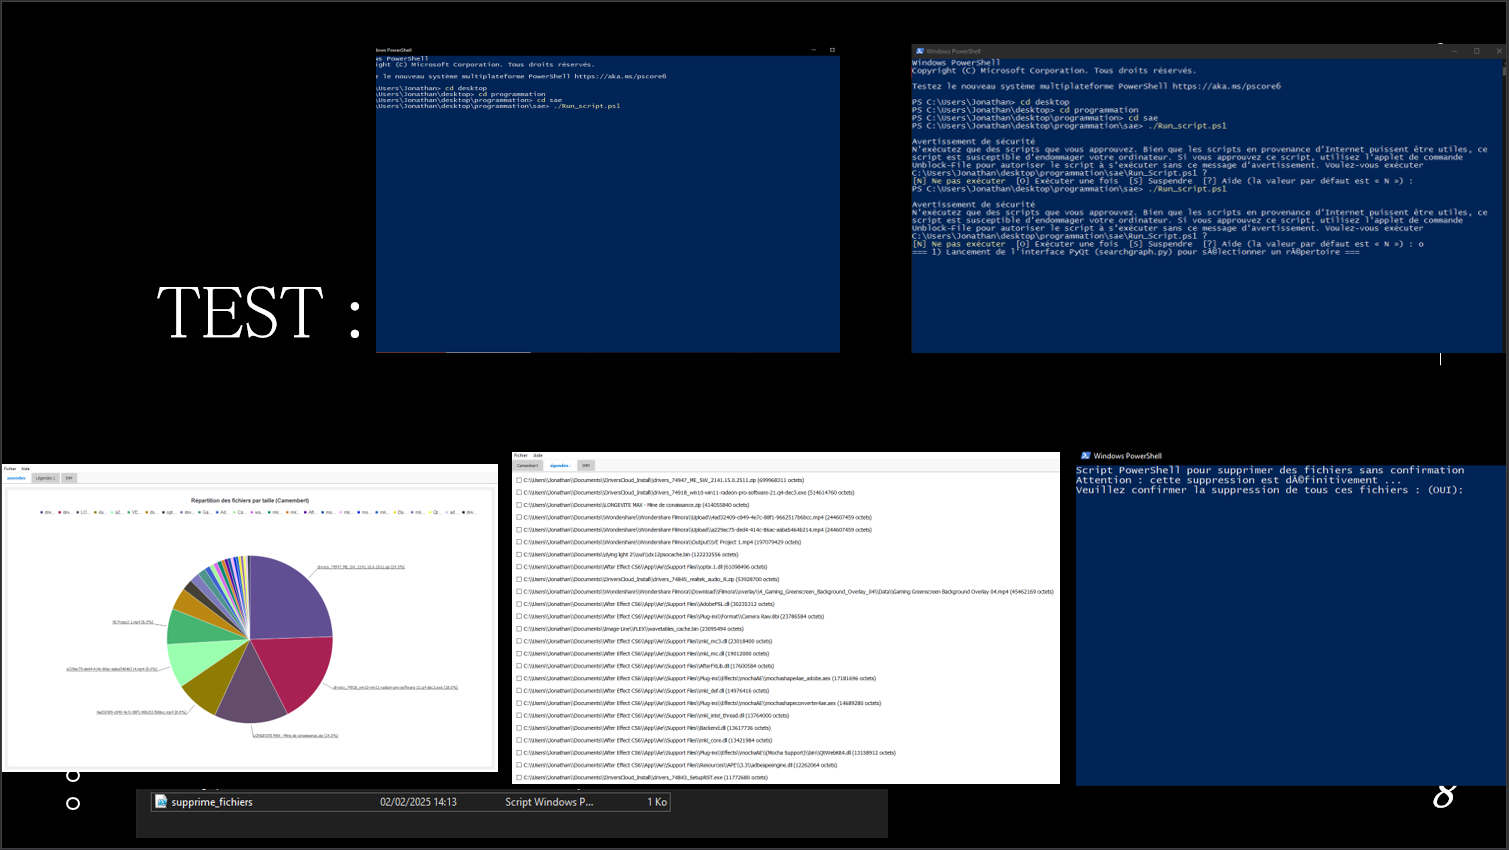 TEST :
Windows PowerShell
ight (C) Microsoft Corporation. Tous droits réservés.
r le nouveau système multiplateforme PowerShell https://aka.ms/pscore6
\Users\Jonathan> cd desktop
\Users\Jonathan\desktop> cd programmation
\Users\Jonathan\desktop\programmation> cd sae
\Users\Jonathan\desktop\programmation\sae> ./Run_script.ps1
Windows PowerShell
Windows PowerShell
Copyright (C) Microsoft Corporation. Tous droits réservés.
Testez le nouveau système multiplateforme PowerShell https://aka.ms/pscore6
PS C:\Users\Jonathan> cd desktop
PS C:\Users\Jonathan\desktop> cd programmation
PS C:\Users\Jonathan\desktop\programmation> cd sae
PS C:\Users\Jonathan\desktop\programmation\sae> ./Run_script.ps1
Avertissement de sécurité
N'exécutez que des scripts que vous approuvez. Bien que les scripts en provenance d'Internet puissent être utiles, ce
script est susceptible d'endommager votre ordinateur. Si vous approuvez ce script, utilisez l'applet de commande
Unblock-File pour autoriser le script à s'exécuter sans ce message d'avertissement. Voulez-vous exécuter
C:\Users\Jonathan\desktop\programmation\sae\Run_Script.ps1 ?
[N] Ne pas exécuter [O] Exécuter une fois [S] Suspendre [?] Aide (la valeur par défaut est « N ») :
PS C:\Users\Jonathan\desktop\programmation\sae> ./Run_script.ps1
Avertissement de sécurité
N'exécutez que des scripts que vous approuvez. Bien que les scripts en provenance d'Internet puissent être utiles, ce
script est susceptible d'endommager votre ordinateur. Si vous approuvez ce script, utilisez l'applet de commande
Unblock-File pour autoriser le script à s'exécuter sans ce message d'avertissement. Voulez-vous exécuter
C:\Users\Jonathan\desktop\programmation\sae\Run_Script.ps1 ?
[N] Ne pas exécuter [O] Exécuter une fois [S] Suspendre [?] Aide (la valeur par défaut est « N ») : o
=== 1) Lancement de l'interface PyQt (searchgraph.py) pour sÃ©lectionner un rÃ©pertoire ===
Fichier Aide
Légendes 1
Répartition des fichiers par taille (Camembert)
Fichier Aide
Camembert légendes :
C:\\Users\\Jonathan\\Documents\\DriversCloud_Install\\drivers_74947_ME_SW_2141.15.0.2511.zip (699968311 octets)
C:\\Users\\Jonathan\\Documents\\DriversCloud_Install\\drivers_74918_win10-win11-radeon-pro-software-21.q4-dec3.exe (514614760 octets)
C:\\Users\\Jonathan\\Documents\\LONGEVITE MAX - Mine de conaissance.zip (414055840 octets)
C:\\Users\\Jonathan\\Documents\\Wondershare\\Wondershare Filmora\\Upload\\4ad32409-c949-4e7c-88f1-9662517b6bcc.mp4 (244607459 octets)
C:\\Users\\Jonathan\\Documents\\Wondershare\\Wondershare Filmora\\Upload\\a229ac75-ded4-414c-86ac-aaba5464b214.mp4 (244607459 octets)
C:\\Users\\Jonathan\\Documents\\Wondershare\\Wondershare Filmora\\Output\\rE Project 1.mp4 (197079429 octets)
C:\\Users\\Jonathan\\Documents\\dying light 2\\out\\dx12psocache.bin (122232556 octets)
C:\\Users\\Jonathan\\Documents\\After Effect CS6\\App\\Ae\\Support Files\\optix.1.dll (61098496 octets)
C:\\Users\\Jonathan\\Documents\\DriversCloud_Install\\drivers_74845_realtek_audio_R.zip (53928700 octets)
C:\\Users\\Jonathan\\Documents\\Wondershare\\Wondershare Filmora\\Download\\Filmora\\overlay\\4_Gaming_Greenscreen_Background_Overlay_04\\Data\\Gaming Greenscreen Background Overlay 04.mp4 (45462169 octets)
C:\\Users\\Jonathan\\Documents\\After Effect CS6\\App\\Ae\\Support Files\\AdobePSL.dll (30235312 octets)
C:\\Users\\Jonathan\\Documents\\After Effect CS6\\App\\Ae\\Support Files\\Plug-ins\\Format\\Camera Raw.8bi (23786584 octets)
C:\\Users\\Jonathan\\Documents\\Image-Line\\FLEX\\wavetables_cache.bin (23095494 octets)
C:\\Users\\Jonathan\\Documents\\After Effect CS6\\App\\Ae\\Support Files\\mkl_mc3.dll (23018400 octets)
C:\\Users\\Jonathan\\Documents\\After Effect CS6\\App\\Ae\\Support Files\\mkl_mc.dll (19012000 octets)
C:\\Users\\Jonathan\\Documents\\After Effect CS6\\App\\Ae\\Support Files\\AfterFXLib.dll (17600584 octets)
C:\\Users\\Jonathan\\Documents\\After Effect CS6\\App\\Ae\\Support Files\\Plug-ins\\Effects\\mochaAE\\mochashape4ae_adobe.aex (17181696 octets)
C:\\Users\\Jonathan\\Documents\\After Effect CS6\\App\\Ae\\Support Files\\mkl_def.dll (14976416 octets)
C:\\Users\\Jonathan\\Documents\\After Effect CS6\\App\\Ae\\Support Files\\Plug-ins\\Effects\\mochaAE\\mochashapeconverter4ae.aex (14689280 octets)
C:\\Users\\Jonathan\\Documents\\After Effect CS6\\App\\Ae\\Support Files\\mkl_intel_thread.dll (13764000 octets)
C:\\Users\\Jonathan\\Documents\\After Effect CS6\\App\\Ae\\Support Files\\Backend.dll (13617736 octets)
C:\\Users\\Jonathan\\Documents\\After Effect CS6\\App\\Ae\\Support Files\\mkl_core.dll (13421984 octets)
C:\\Users\\Jonathan\\Documents\\After Effect CS6\\App\\Ae\\Support Files\\Plug-ins\\Effects\\mochaAE\\(Mocha Support)\\bin\\QtWebKit4.dll (13158912 octets)
C:\\Users\\Jonathan\\Documents\\After Effect CS6\\App\\Ae\\Support Files\\Resources\\APE\\3.3\\adbeapeengine.dll (12262064 octets)
C:\\Users\\Jonathan\\Documents\\DriversCloud_Install\\drivers_74843_SetupRST.exe (11772680 octets)
Windows PowerShell
Script PowerShell pour supprimer des fichiers sans confirmation
Attention : cette suppression est dÃ©finitivement ...
Veuillez confirmer la suppression de tous ces fichiers : (OUI):
supprime_fichiers 02/02/2025 14:13 Script Windows P... 1 Ko
8